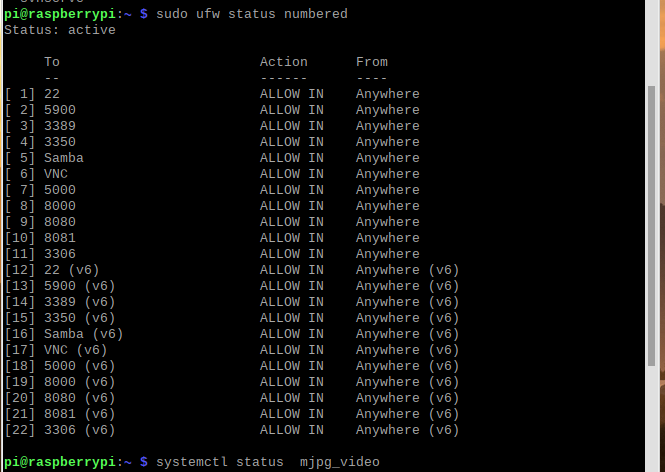 pi@raspberrypi:~ $ sudo ufw status numbered
Status: active

     To                         Action      From
     --                         ------      ----
[ 1] 22                         ALLOW IN    Anywhere
[ 2] 5900                       ALLOW IN    Anywhere
[ 3] 3389                       ALLOW IN    Anywhere
[ 4] 3350                       ALLOW IN    Anywhere
[ 5] Samba                      ALLOW IN    Anywhere
[ 6] VNC                        ALLOW IN    Anywhere
[ 7] 5000                       ALLOW IN    Anywhere
[ 8] 8000                       ALLOW IN    Anywhere
[ 9] 8080                       ALLOW IN    Anywhere
[10] 8081                       ALLOW IN    Anywhere
[11] 3306                       ALLOW IN    Anywhere
[12] 22 (v6)                    ALLOW IN    Anywhere (v6)
[13] 5900 (v6)                  ALLOW IN    Anywhere (v6)
[14] 3389 (v6)                  ALLOW IN    Anywhere (v6)
[15] 3350 (v6)                  ALLOW IN    Anywhere (v6)
[16] Samba (v6)                 ALLOW IN    Anywhere (v6)
[17] VNC (v6)                   ALLOW IN    Anywhere (v6)
[18] 5000 (v6)                  ALLOW IN    Anywhere (v6)
[19] 8000 (v6)                  ALLOW IN    Anywhere (v6)
[20] 8080 (v6)                  ALLOW IN    Anywhere (v6)
[21] 8081 (v6)                  ALLOW IN    Anywhere (v6)
[22] 3306 (v6)                  ALLOW IN    Anywhere (v6)

pi@raspberrypi:~ $ systemctl status  mjpg_video